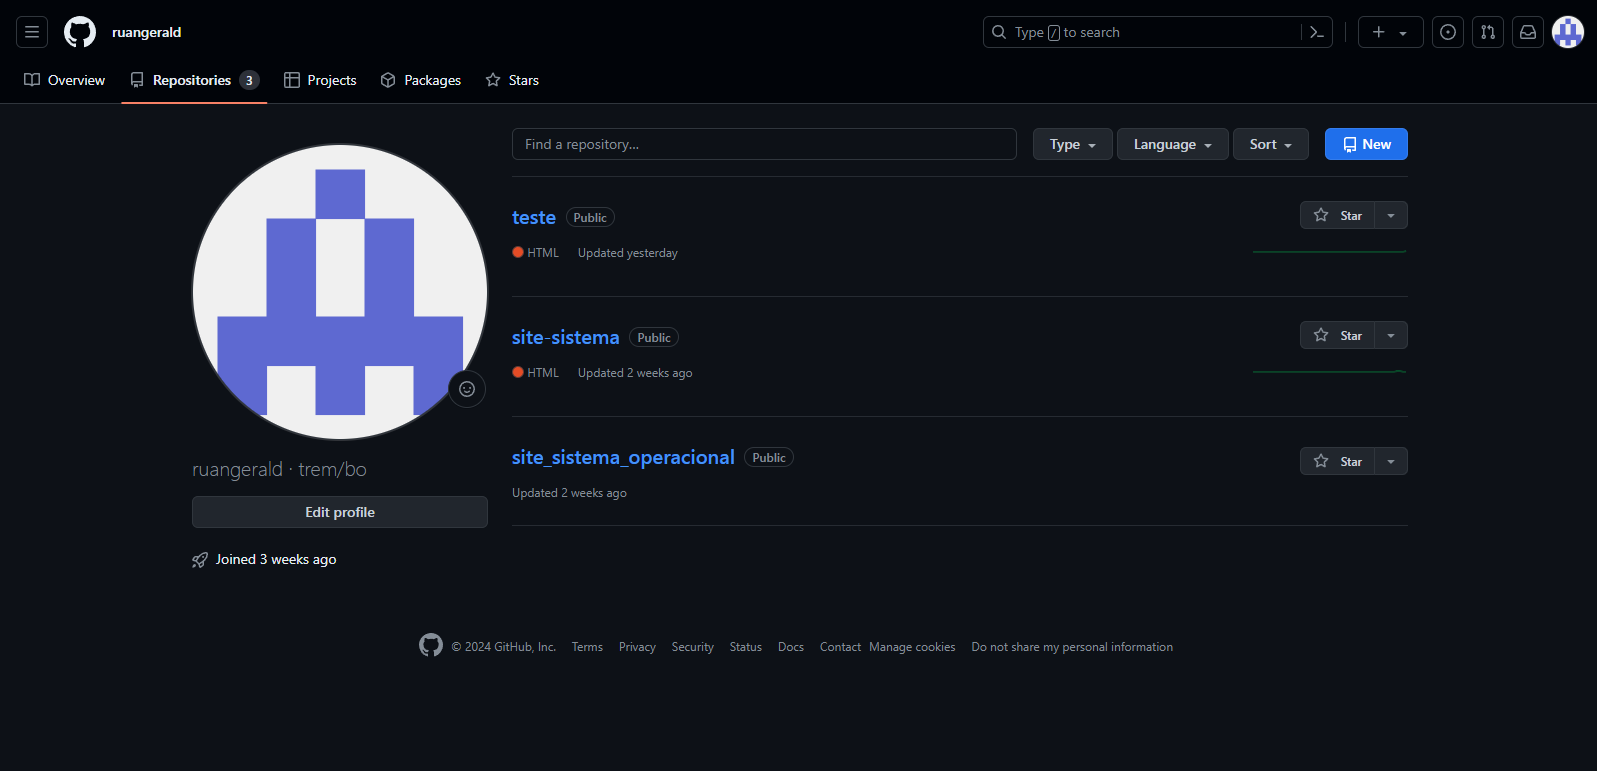 ruangerald
Type / to search
Overview Repositories 3 Projects Packages Stars
Find a repository...
Type Language Sort New
teste Public Star
HTML Updated yesterday
site-sistema Public Star
HTML Updated 2 weeks ago
site_sistema_operacional Public Star
Updated 2 weeks ago
ruangerald · trem/bo
Edit profile
Joined 3 weeks ago
© 2024 GitHub, Inc. Terms Privacy Security Status Docs Contact Manage cookies Do not share my personal information